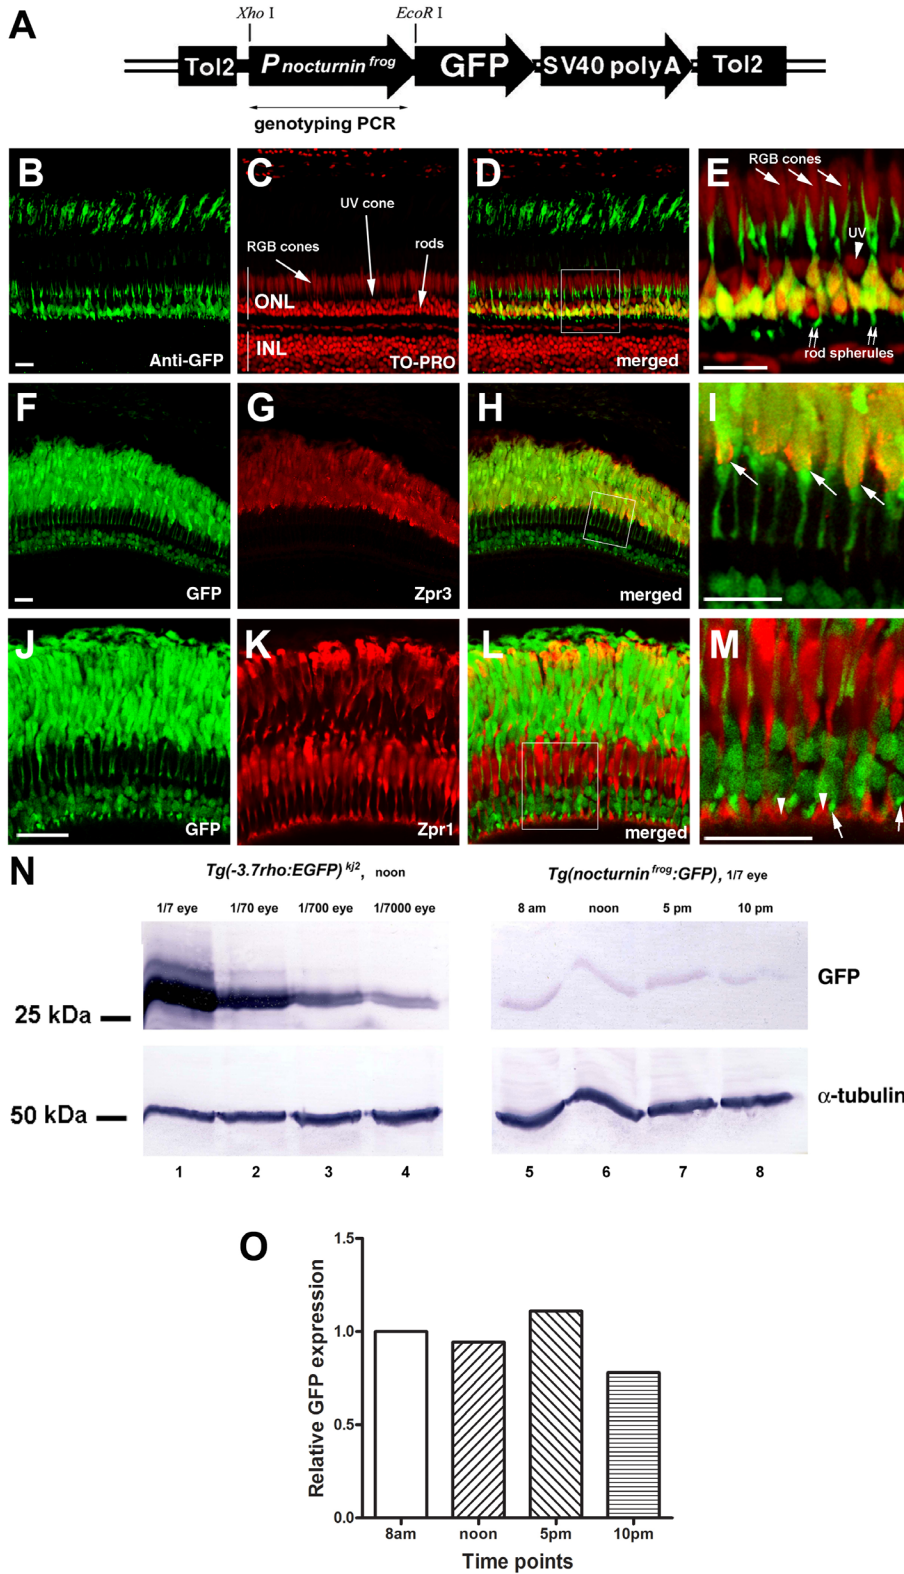 A
Xho I EcoR I
Tol2 P nocturnin frog GFP SV40 polyA Tol2
genotyping PCR
B
Anti-GFP
C
UV cone
RGB cones
rods
ONL
INL
TO-PRO
D
merged
E
RGB cones
UV
rod spherules
F
GFP
G
Zpr3
H
merged
I
J
GFP
K
Zpr1
L
merged
M
N
Tg(-3.7rho:EGFP) kj2, noon
Tg(nocturnin frog:GFP), 1/7 eye
1/7 eye 1/70 eye 1/700 eye 1/7000 eye
8 am noon 5 pm 10 pm
GFP
25 kDa
50 kDa
α-tubulin
1 2 3 4 5 6 7 8
O
Relative GFP expression
1.5
1.0
0.5
0.0
8am noon 5pm 10pm
Time points